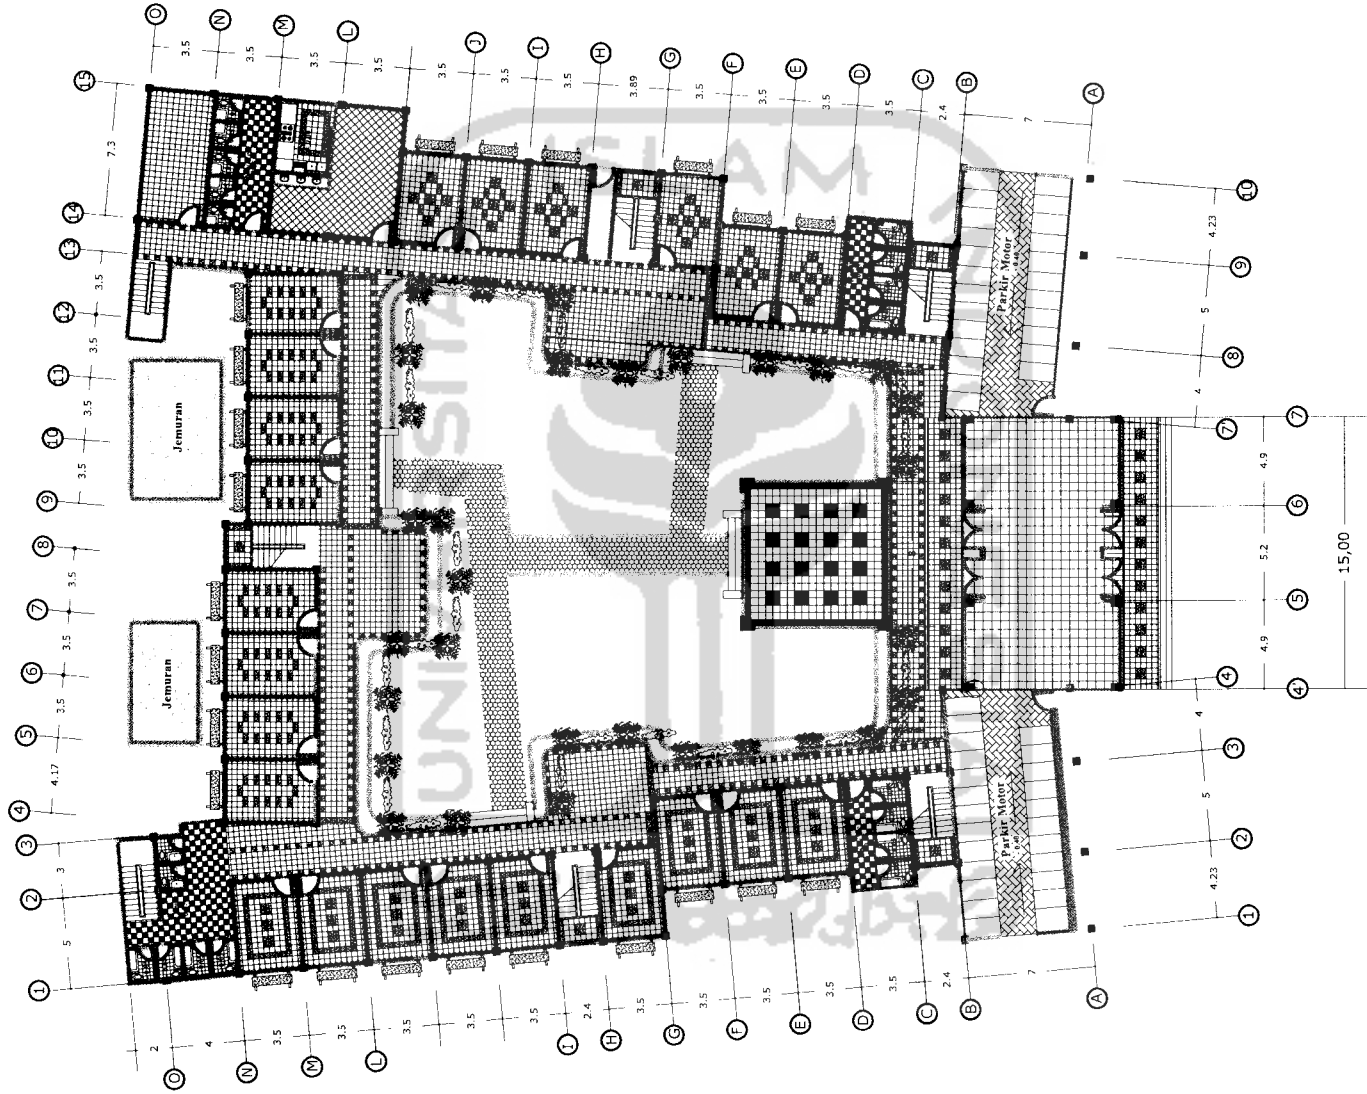 O N M L J I H G F E D C B A
3.5 3.5 3.5 3.5 3.5 3.5 3.5 3.89 3.5 3.5 3.5 2.4 7
15 14 13 12 11 10 9 8 7 6 5 4 3 2 1
7.3 3.5 3.5 3.5 3.5 3.5 3.5 3.5 4.17 3 5
Jemuran
Jemuran
Parkir Motor
Parkir Motor
ISLAM
UNIVERSITAS
10 9 8 7' 7 6 5 4' 4 3 2 1
4.23 5 4 4.9 5.2 4.9 4 5 4.23
15,00
2 4 3.5 3.5 3.5 3.5 3.5 2.4 3.5 3.5 3.5 3.5 2.4 7
O N M L I H G F E D C B A